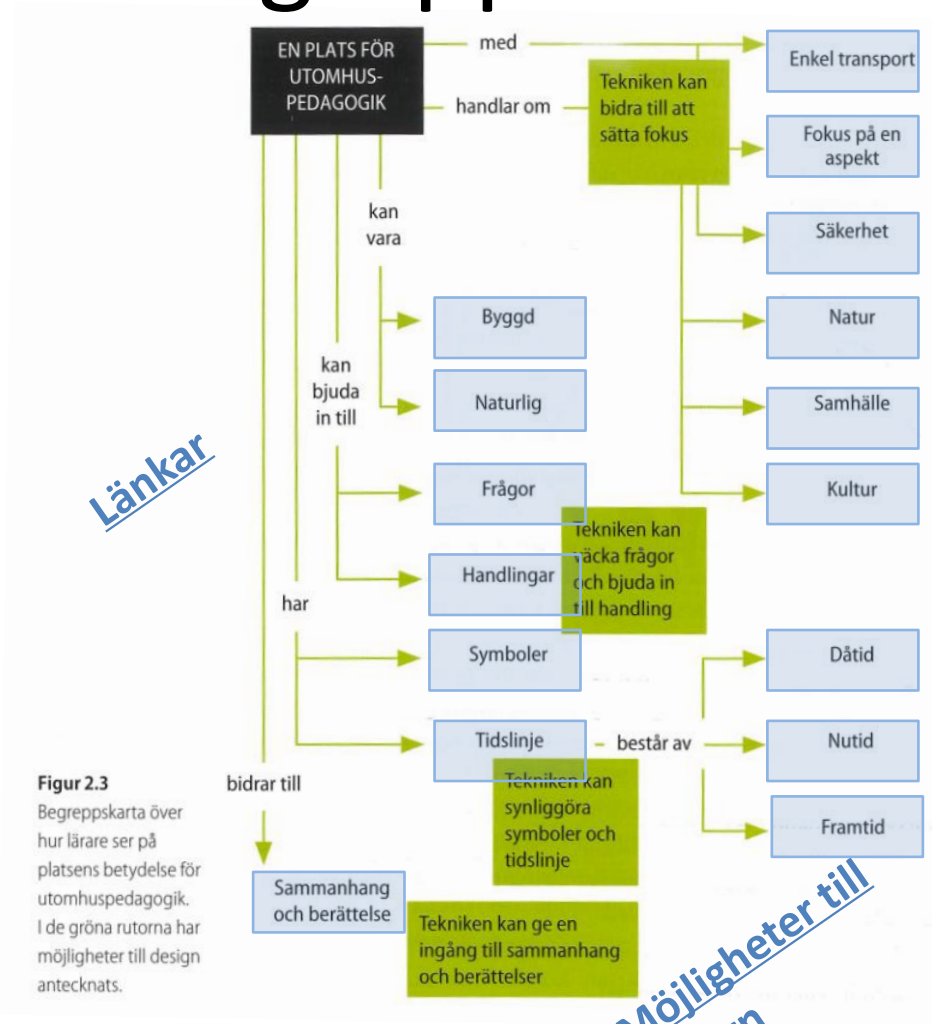 EN PLATS FÖR
UTOMHUS-
PEDAGOGIK
med
handlar om
Tekniken kan
bidra till att
sätta fokus
Enkel transport
Fokus på en
aspekt
Säkerhet
Natur
Samhälle
Kultur
kan
vara
Byggd
Naturlig
kan
bjuda
in till
Frågor
Handlingar
Tekniken kan
väcka frågor
och bjuda in
till handling
Länkar
har
Symboler
Tidslinje
består av
Dåtid
Nutid
Framtid
Tekniken kan
synliggöra
symboler och
tidslinje
bidrar till
Sammanhang
och berättelse
Tekniken kan ge en
ingång till sammanhang
och berättelser
Möjligheter till
Figur 2.3
Begreppskarta över
hur lärare ser på
platsens betydelse för
utomhuspedagogik.
I de gröna rutorna har
möjligheter till design
antecknats.